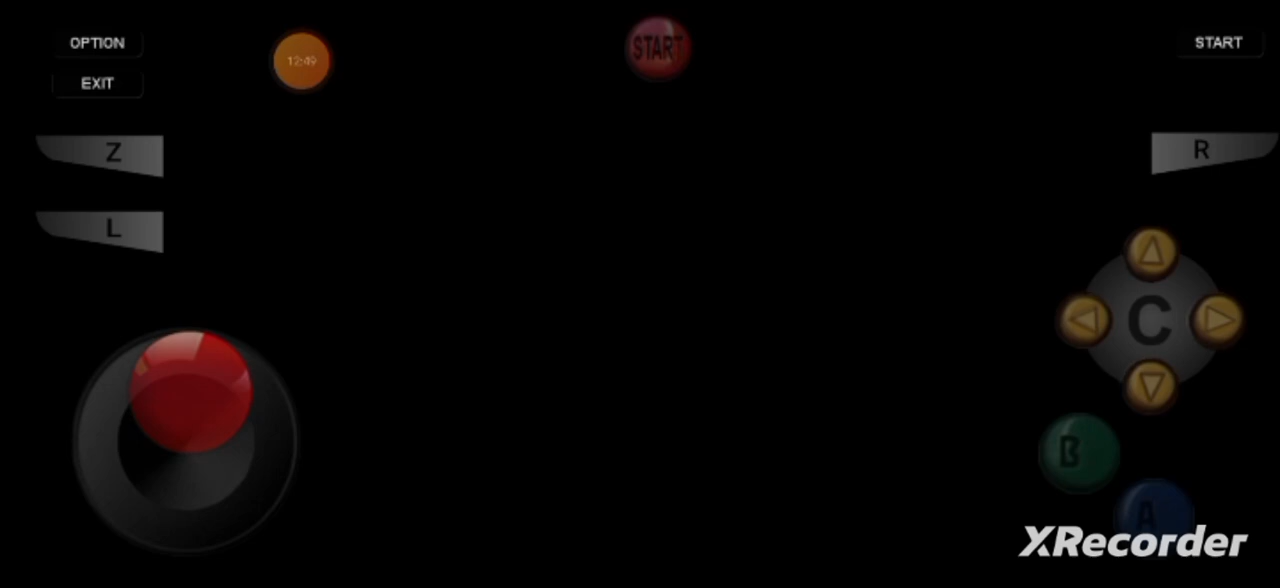 OPTION
START
START
EXIT
12:49
Z
R
L
C
B
A
XRecorder